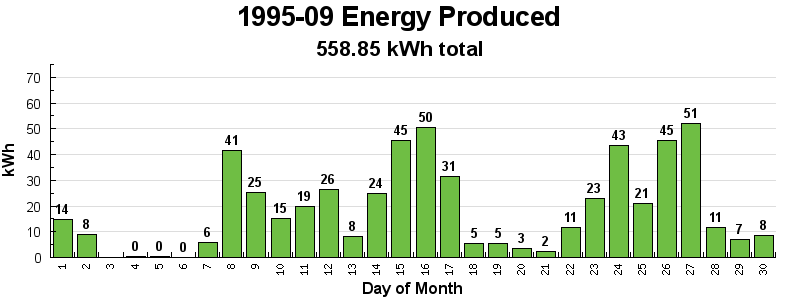 1995-09 Energy Produced
558.85 kWh total
kWh
70
60
50
40
30
20
10
0
14 8 0 0 0 6 41 25 15 19 26 8 24 45 50 31 5 5 3 2 11 23 43 21 45 51 11 7 8
1 2 3 4 5 6 7 8 9 10 11 12 13 14 15 16 17 18 19 20 21 22 23 24 25 26 27 28 29 30
Day of Month